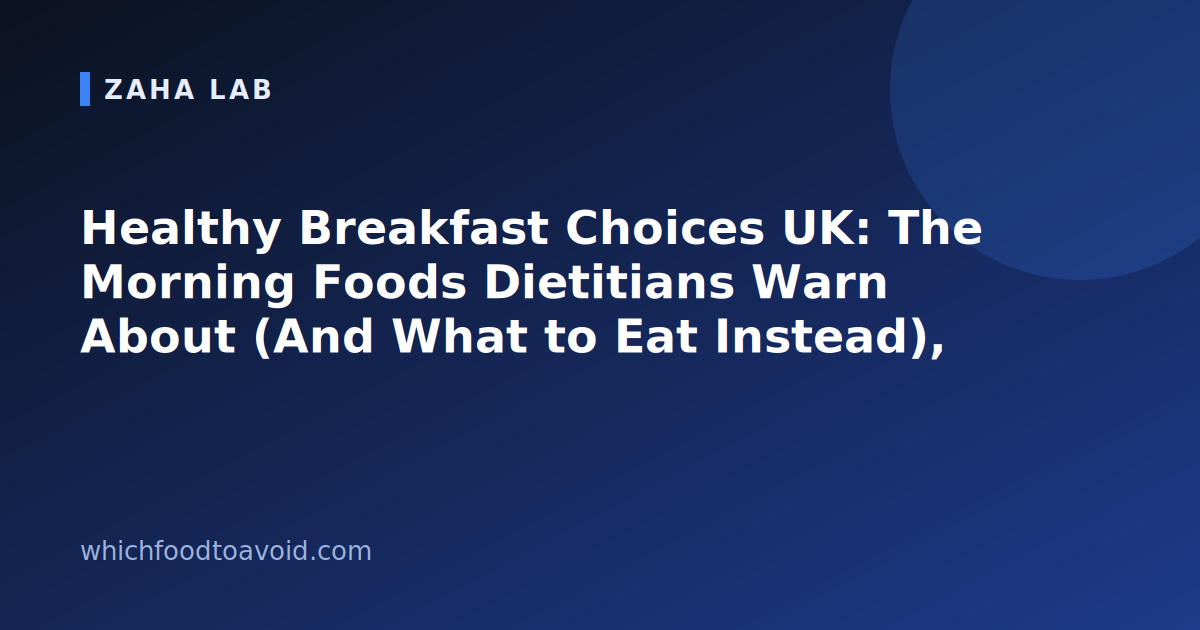 ZAHA LAB
Healthy Breakfast Choices UK: The
Morning Foods Dietitians Warn
About (And What to Eat Instead),
whichfoodtoavoid.com